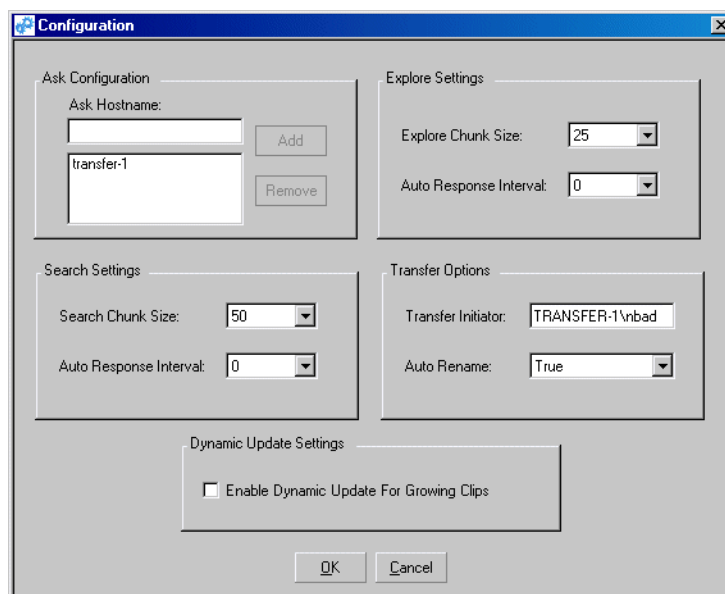 Configuration
Ask Configuration
Ask Hostname:
Add
transfer-1
Remove
Explore Settings
Explore Chunk Size: 25
Auto Response Interval: 0
Search Settings
Search Chunk Size: 50
Auto Response Interval: 0
Transfer Options
Transfer Initiator: TRANSFER-1\nbad
Auto Rename: True
Dynamic Update Settings
Enable Dynamic Update For Growing Clips
OK Cancel